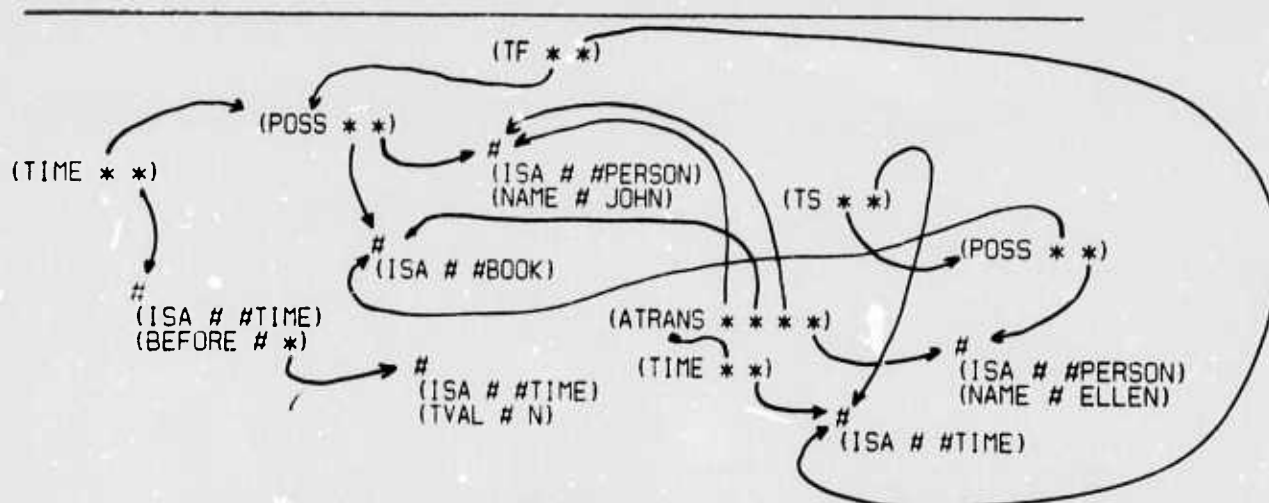 (TF * *)
(POSS * *)
(TIME * *)
#
(ISA # #PERSON)
(NAME # JOHN)
(TS * *)
#
(ISA # #BOOK)
(POSS * *)
#
(ISA # #TIME)
(BEFORE # *)
(ATRANS * * * *)
(TIME * *)
#
(ISA # #PERSON)
(NAME # ELLEN)
#
(ISA # #TIME)
(TVAL # N)
#
(ISA # #TIME)